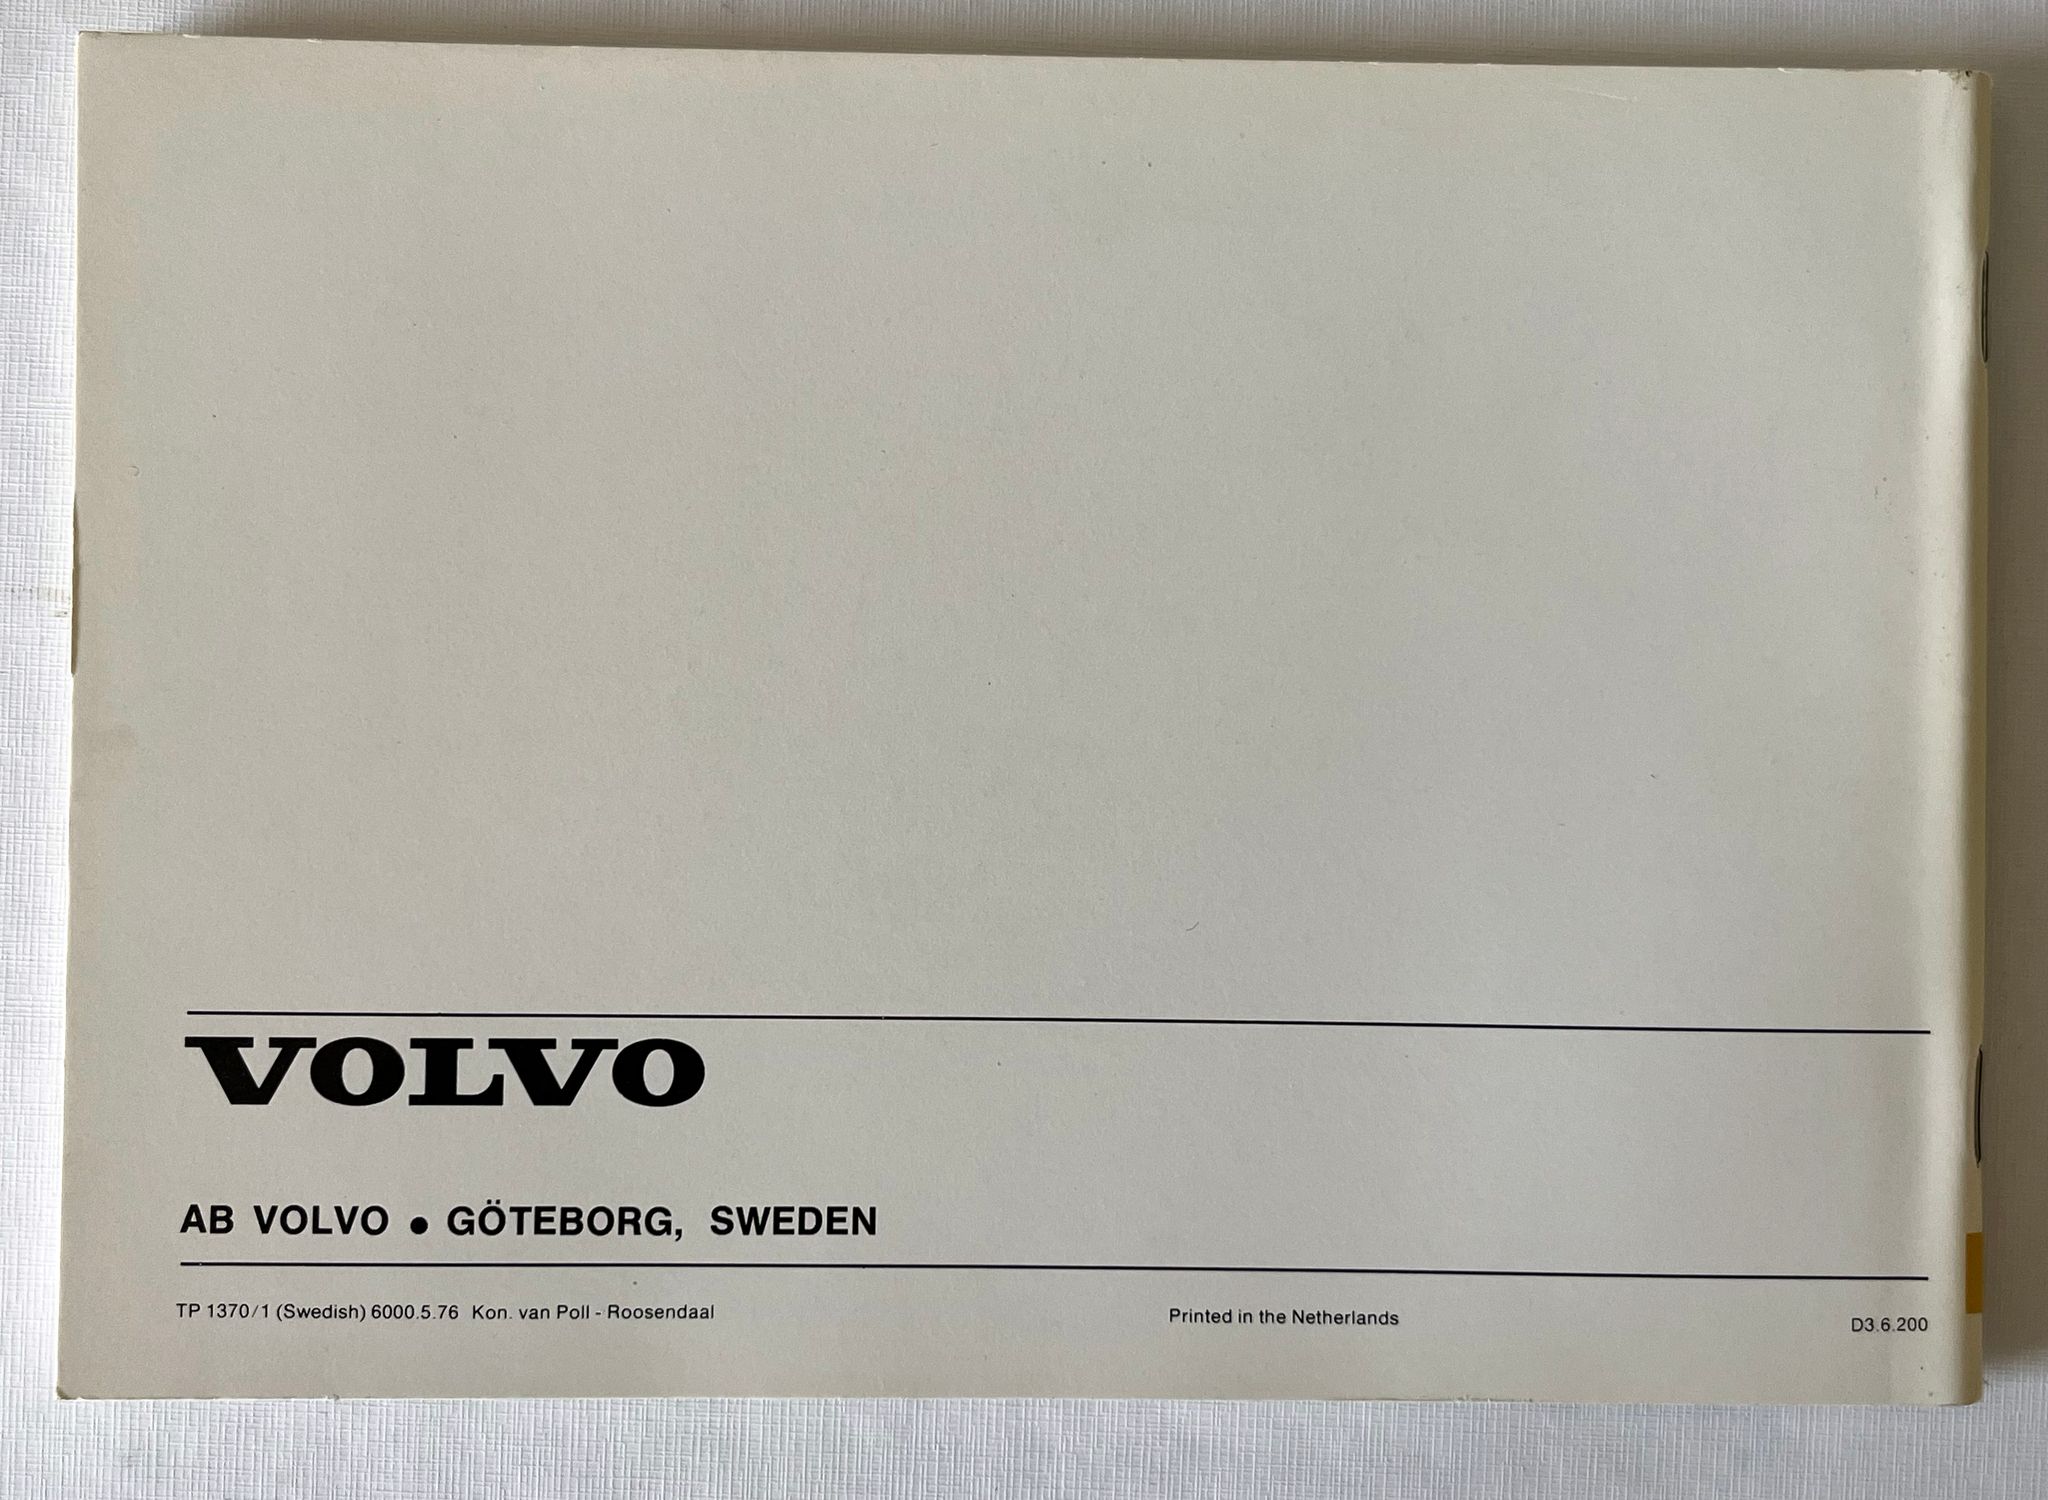 VOLVO
AB VOLVO • GÖTEBORG, SWEDEN
TP 1370/1 (Swedish) 6000.5.76 Kon. van Poll - Roosendaal
Printed in the Netherlands
D3.6.200